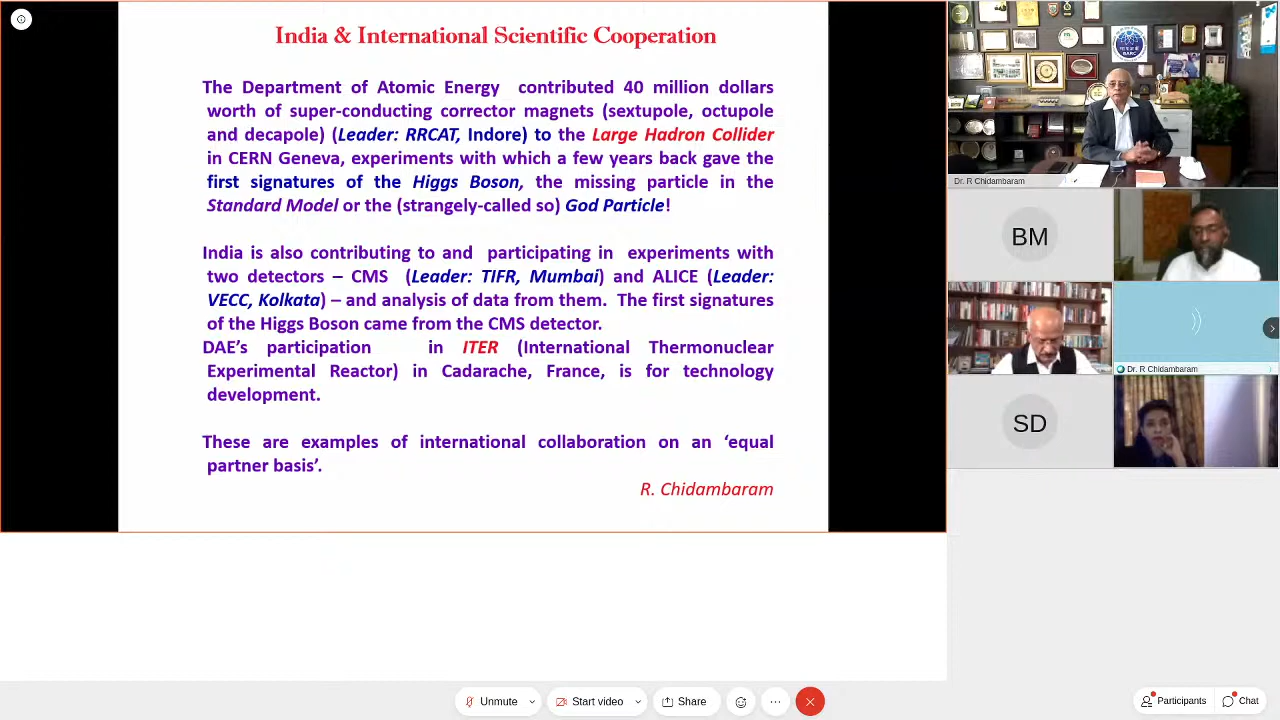 India & International Scientific Cooperation
The Department of Atomic Energy contributed 40 million dollars
worth of super-conducting corrector magnets (sextupole, octupole
and decapole) (Leader: RRCAT, Indore) to the Large Hadron Collider
in CERN Geneva, experiments with which a few years back gave the
first signatures of the Higgs Boson, the missing particle in the
Standard Model or the (strangely-called so) God Particle!
India is also contributing to and participating in experiments with
two detectors – CMS (Leader: TIFR, Mumbai) and ALICE (Leader:
VECC, Kolkata) – and analysis of data from them. The first signatures
of the Higgs Boson came from the CMS detector.
DAE’s participation in ITER (International Thermonuclear
Experimental Reactor) in Cadarache, France, is for technology
development.
These are examples of international collaboration on an ‘equal
partner basis’.
R. Chidambaram
Dr. R Chidambaram
BM
Dr. R Chidambaram
SD
Unmute
Start video
Share
Participants
Chat